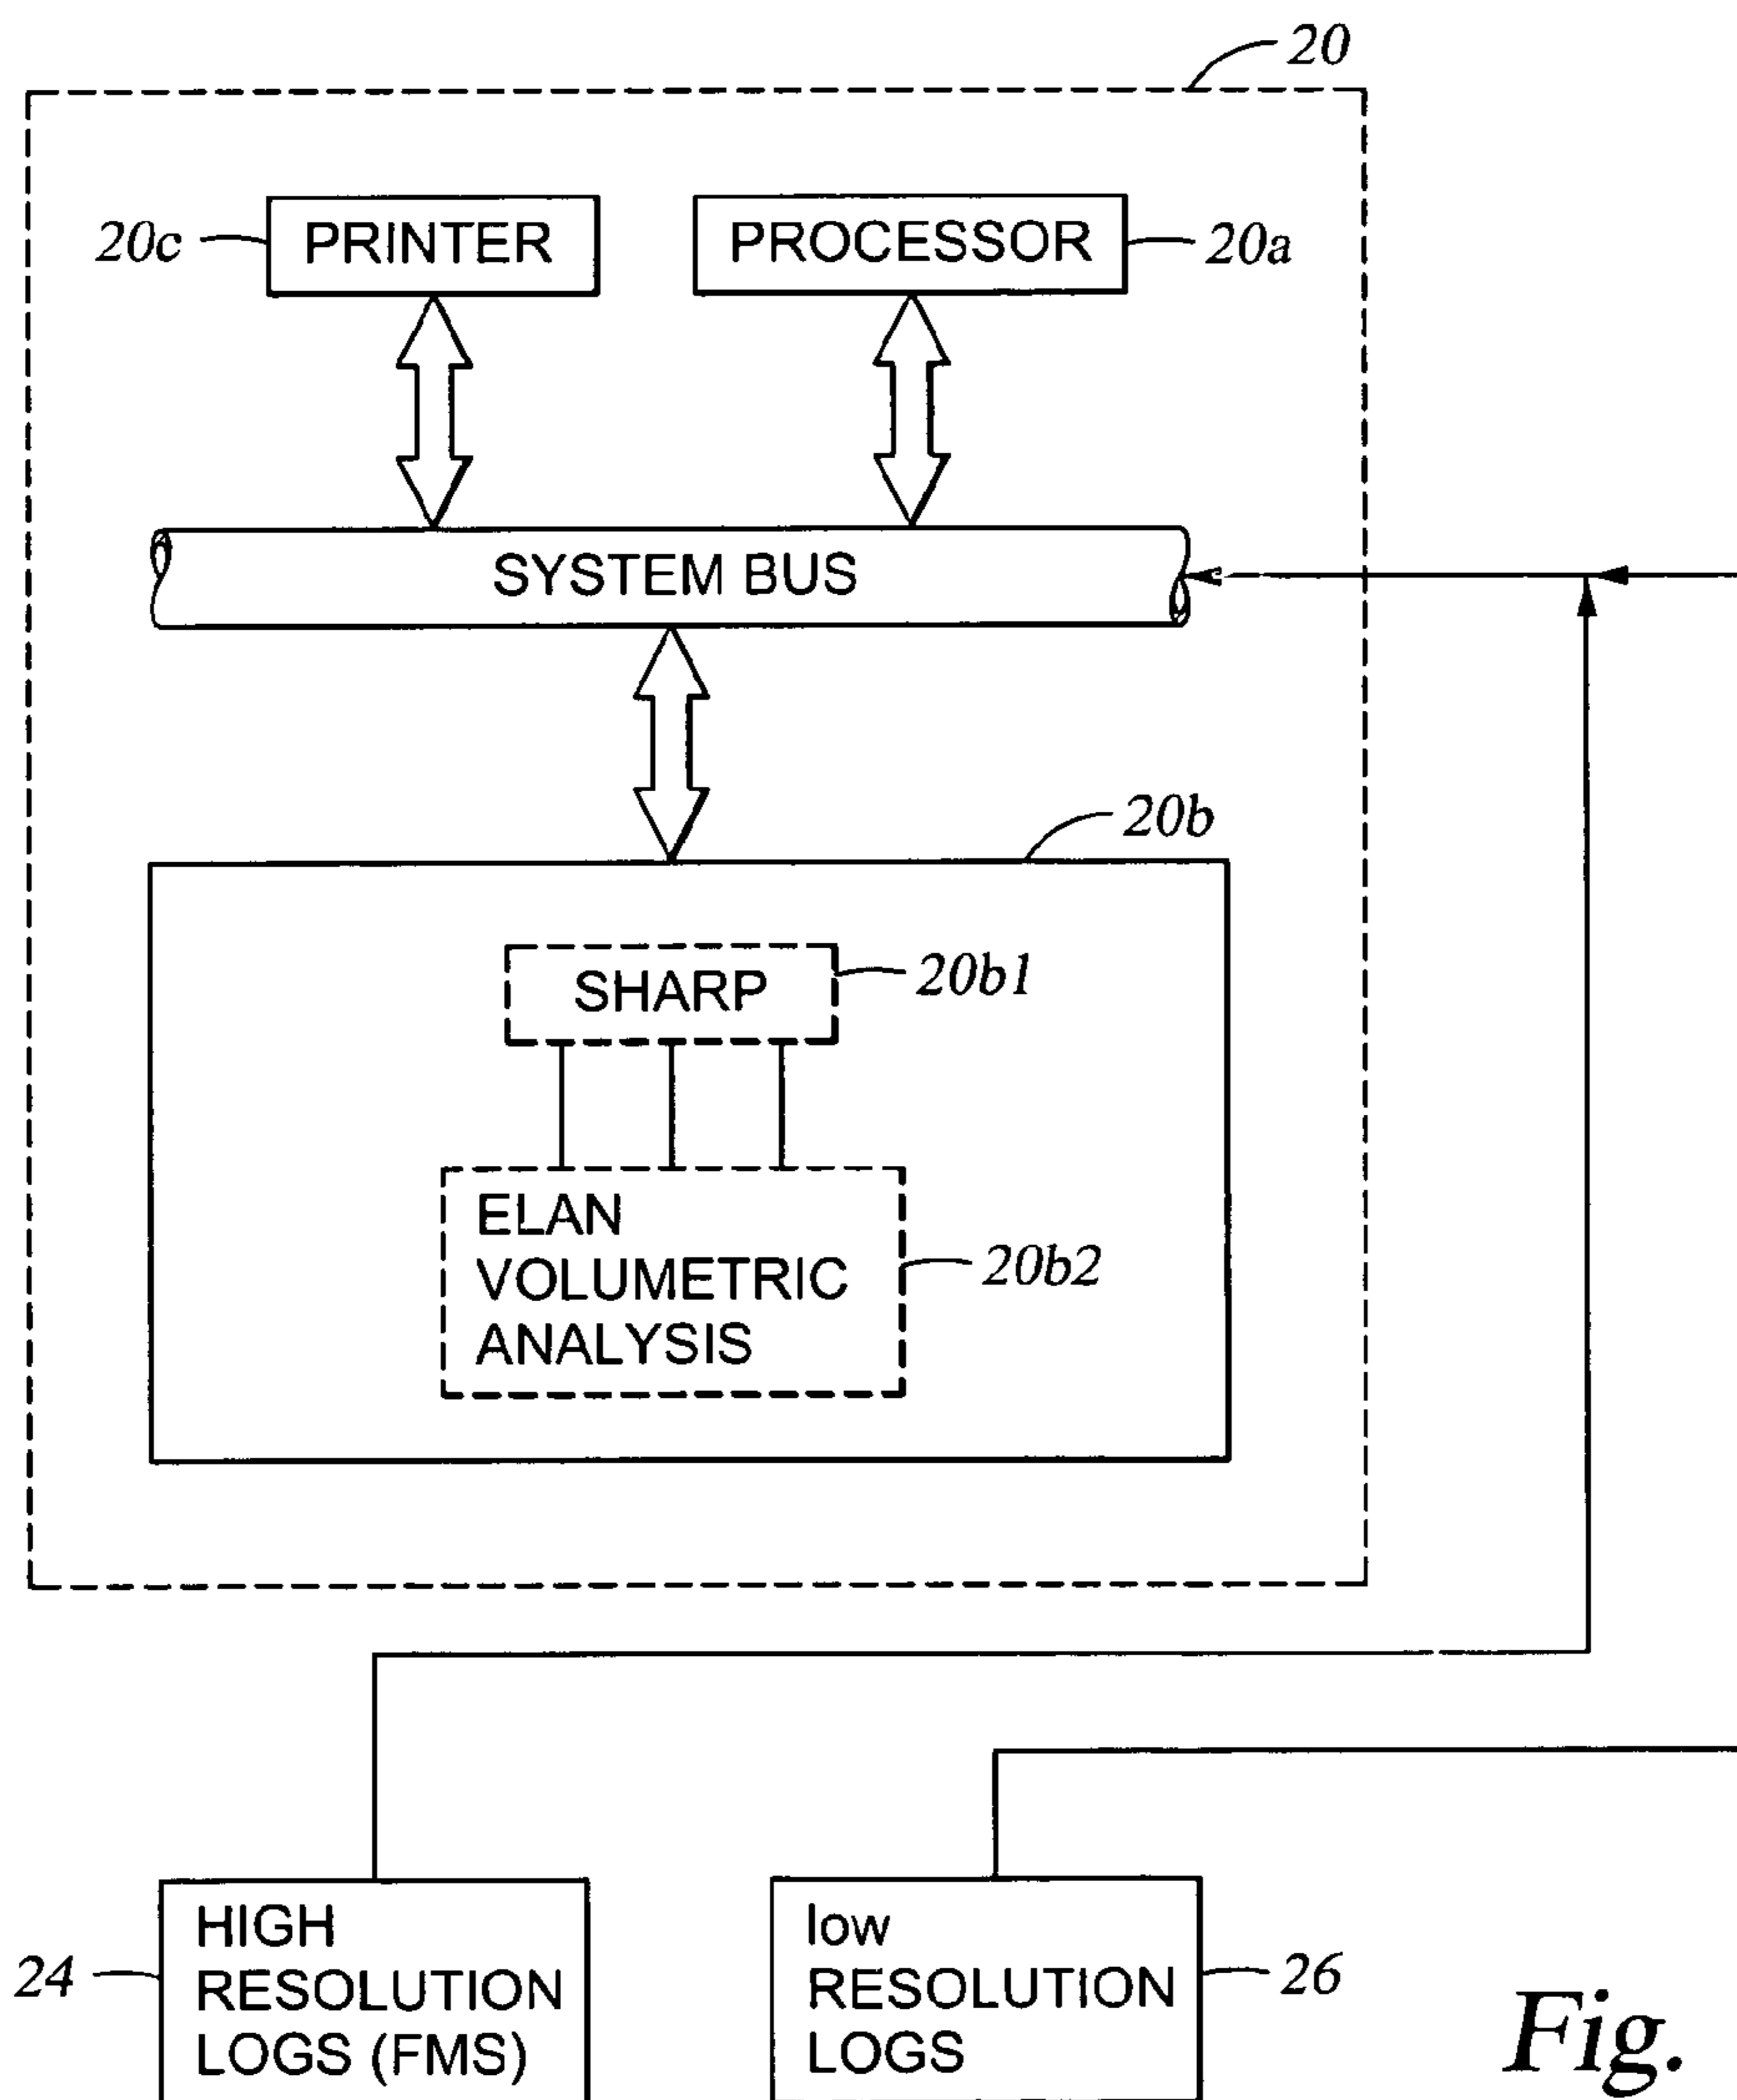 20
20c
PRINTER
PROCESSOR
20a
SYSTEM BUS
20b
SHARP
20b1
ELAN
VOLUMETRIC
ANALYSIS
20b2
24
HIGH
RESOLUTION
LOGS (FMS)
low
RESOLUTION
LOGS
26
Fig.